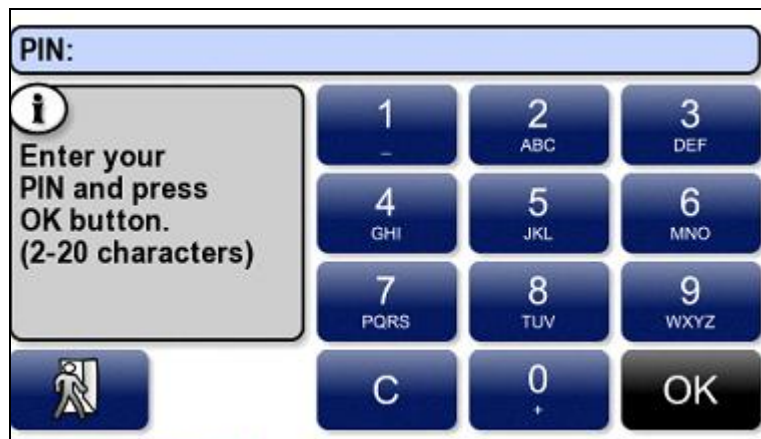 PIN:
i
Enter your
PIN and press
OK button.
(2-20 characters)
1
_
2
ABC
3
DEF
4
GHI
5
JKL
6
MNO
7
PQRS
8
TUV
9
WXYZ
C
0
+
OK